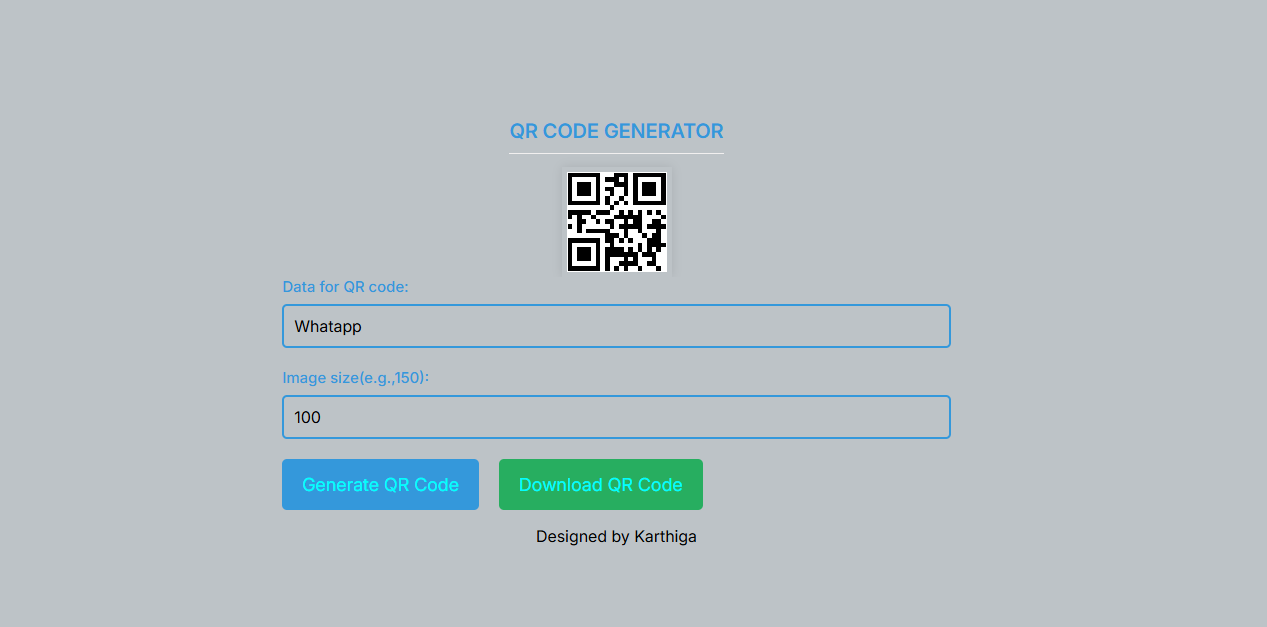 QR CODE GENERATOR
Data for QR code:
Whatapp
Image size(e.g.,150):
100
Generate QR Code
Download QR Code
Designed by Karthiga